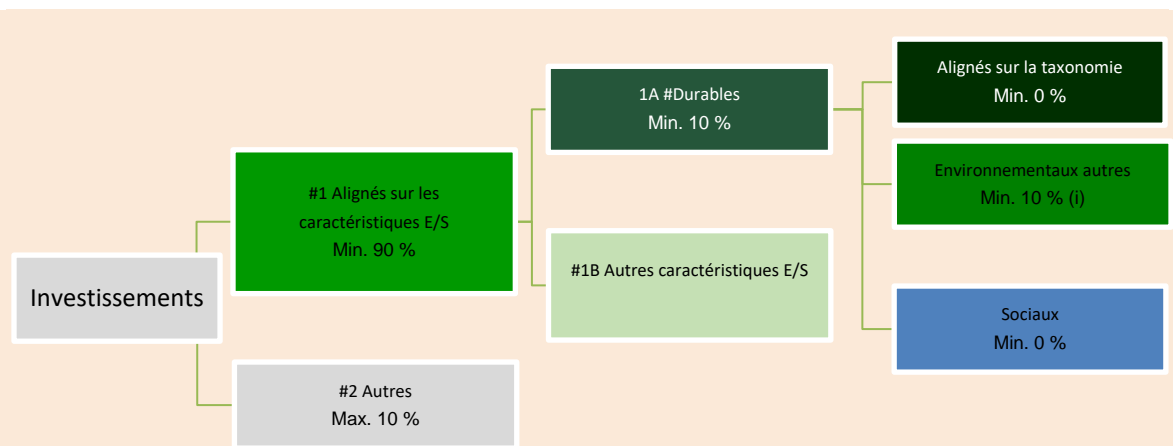 Investissements
#1 Alignés sur les
caractéristiques E/S
Min. 90 %
#2 Autres
Max. 10 %
1A #Durables
Min. 10 %
#1B Autres caractéristiques E/S
Alignés sur la taxonomie
Min. 0 %
Environnementaux autres
Min. 10 % (i)
Sociaux
Min. 0 %